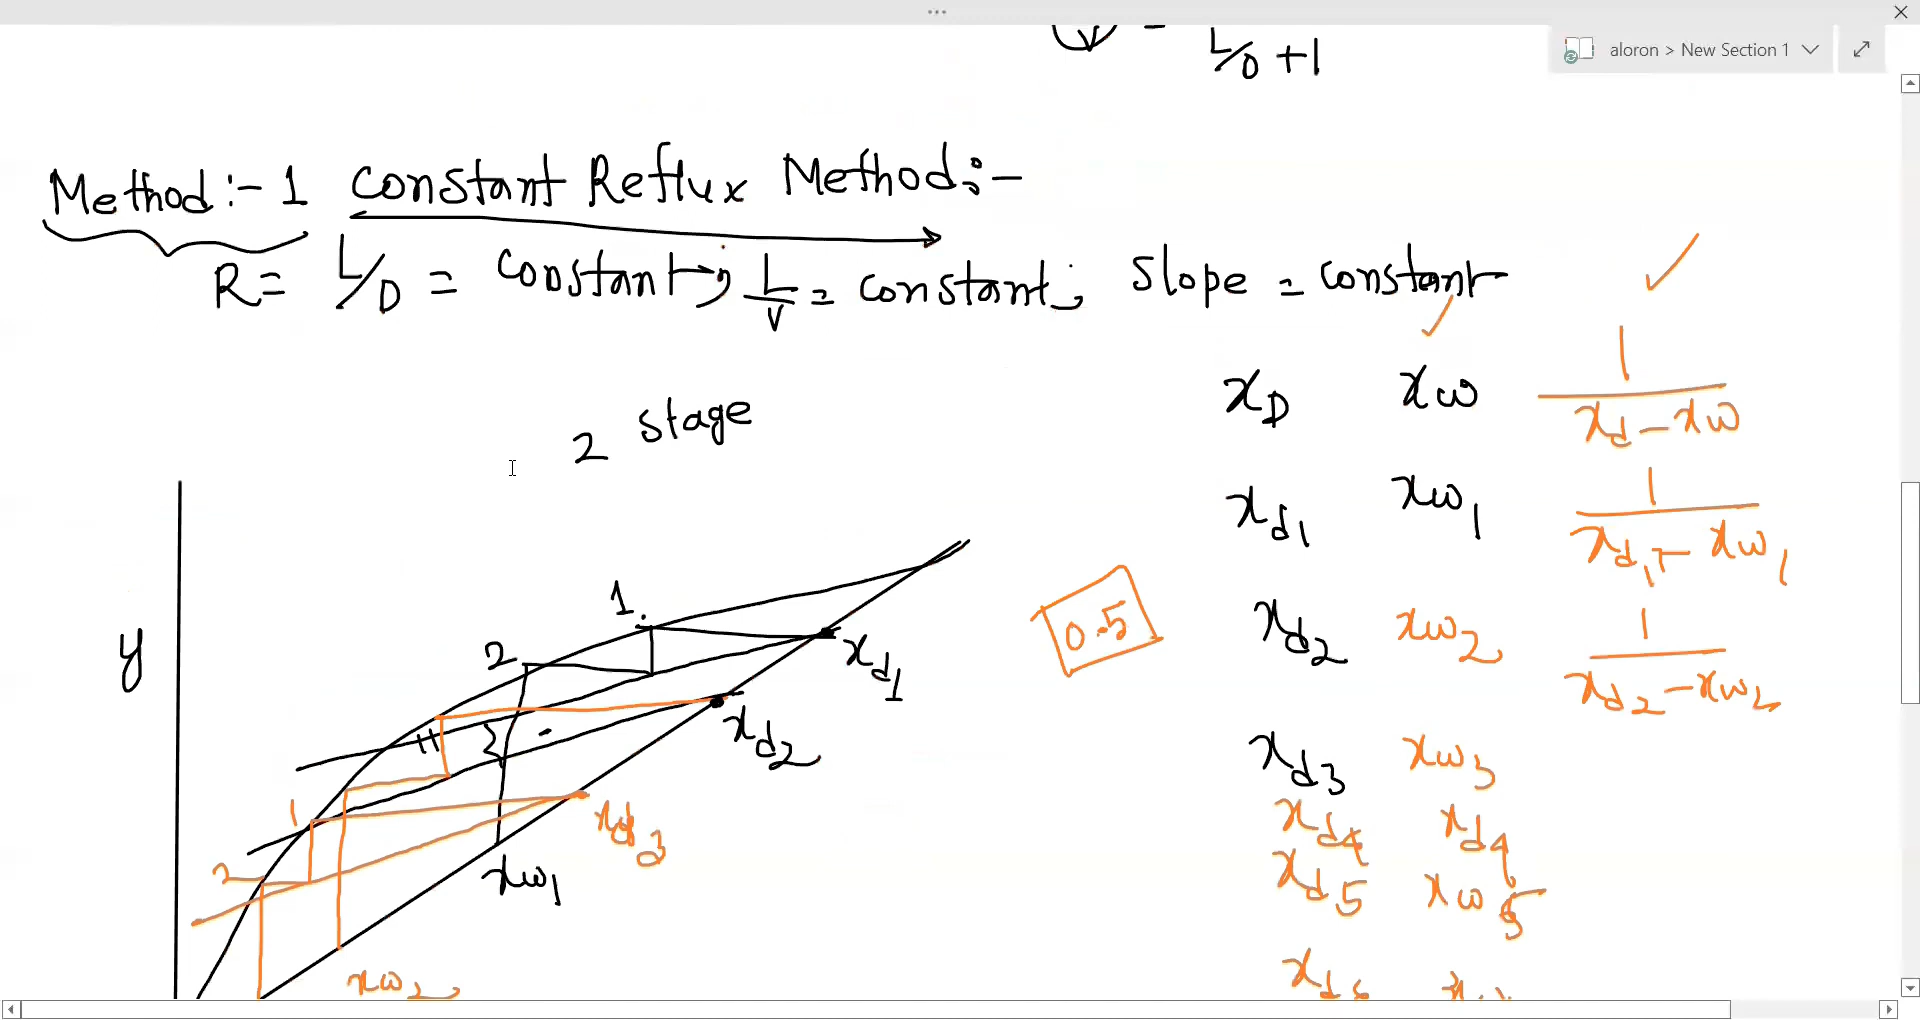 L/D + 1
aloron > New Section 1
Method:- 1 Constant Reflux Method:-
R = L/D = constant; L/V = constant; Slope = constant
2 stage
xD xw 1/(xd - xw)
xd1 xw1 1/(xd1 - xw1)
xd2 xw2 1/(xd2 - xw2)
xd3 xw3
xd4 xd4
xd5 xw5
0.5
y
1
2
xd1
xd2
xd3
1
2
xw1
xw2